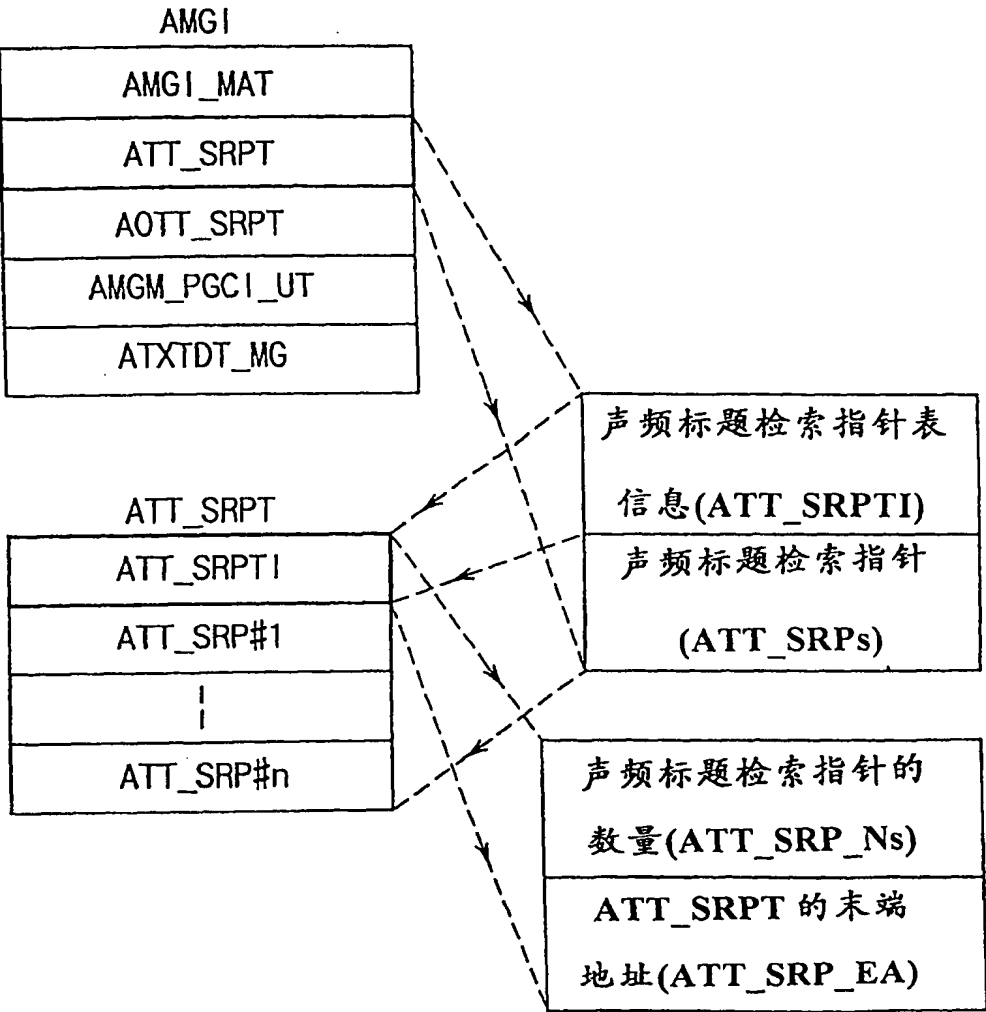 AMGI
AMGI_MAT
ATT_SRPT
AOTT_SRPT
AMGM_PGCI_UT
ATXTDT_MG
声频标题检索指针表
信息(ATT_SRPTI)
声频标题检索指针
(ATT_SRPs)
ATT_SRPT
ATT_SRPTI
ATT_SRP#1
ATT_SRP#n
声频标题检索指针的
数量(ATT_SRP_Ns)
ATT_SRPT 的末端
地址(ATT_SRP_EA)